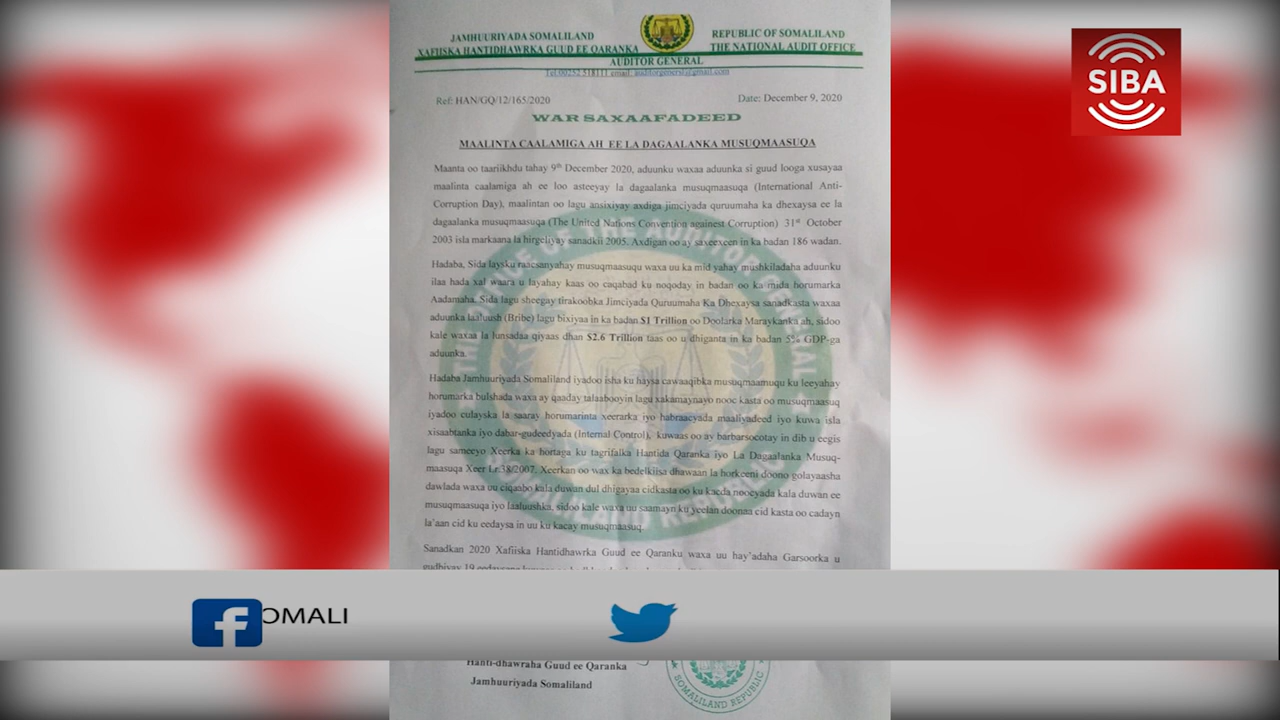 JAMHUURIYADA SOMALILAND
XAFIISKA HANTIDHAWRKA GUUD EE QARANKA
REPUBLIC OF SOMALILAND
THE NATIONAL AUDIT OFFICE
AUDITOR GENERAL
Tel:00252 518111 email: auditorgeneral@gmail.com
SIBA
Ref: HAN/GQ/12/165/2020
Date: December 9, 2020
WAR SAXAAFADEED
MAALINTA CAALAMIGA AH EE LA DAGAALANKA MUSUQMAASUQA
Maanta oo taariikhdu tahay 9th December 2020, aduunku waxaa aduunka si guud looga xusayaa
maalinta caalamiga ah ee loo asteeyay la dagaalanka musuqmaasuqa (International Anti-
Corruption Day), maalintan oo lagu ansixiyay axdiga jimciyada quruumaha ka dhexaysa ee la
dagaalanka musuqmaasuqa (The United Nations Convention againest Corruption) 31st October
2003 isla markaana la hirgeliyay sanadkii 2005. Axdigan oo ay saxeexeen in ka badan 186 wadan.
Hadaba, Sida laysku raacsanyahay musuqmaasuqu waxa uu ka mid yahay mushkiladaha aduunku
ilaa hada xal waara u layahay kaas oo caqabad ku noqoday in badan oo ka mida horumarka
Aadamaha. Sida lagu sheegay tirakoobka Jimciyada Quruumaha Ka Dhexaysa sanadkasta waxaa
aduunka laaluush (Bribe) lagu bixiyaa in ka badan $1 Trillion oo Doolarka Maraykanka ah, sidoo
kale waxaa la lunsadaa qiyaas dhan $2.6 Trillion taas oo u dhiganta in ka badan 5% GDP-ga
aduunka.
Hadaba Jamhuuriyada Somaliland iyadoo isha ku haysa cawaaqibka musuqmaamuqu ku leeyahay
horumarka bulshada waxa ay qaaday talaabooyin lagu xakamaynayo nooc kasta oo musuqmaasuq
iyadoo culayska la saaray horumarinta xeerarka iyo habraacyada maaliyadeed iyo kuwa isla
xisaabtanka iyo dabar-gudeedyada (Internal Control), kuwaas oo ay barbarsocotay in dib u eegis
lagu sameeyo Xeerka ka hortaga ku tagrifalka Hantida Qaranka iyo La Dagaalanka Musuq-
maasuqa Xeer Lr.38/2007. Xeerkan oo wax ka bedelkiisa dhawaan la horkeeni doono golayaasha
dawlada waxa uu ciqaabo kala duwan dul dhigayaa cidkasta oo ku kacda noocyada kala duwan ee
musuqmaasuqa iyo laaluushka, sidoo kale waxa uu saamayn ku yeelan doonaa cid kasta oo cadayn
la'aan cid ku eedaysa in uu ku kacay musuqmaasuq.
Sanadkan 2020 Xafiiska Hantidhawrka Guud ee Qaranku waxa uu hay'adaha Garsoorka u
gudbiyay 19
OMALI
Hanti-dhawraha Guud ee Qaranka
Jamhuuriyada Somaliland
SOMALILAND REPUBLIC